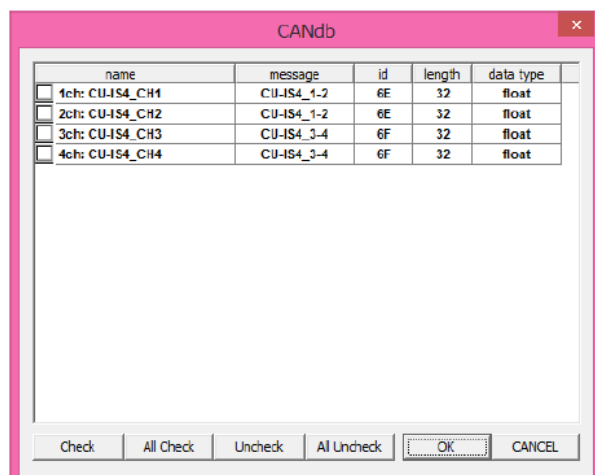 CANdb
×
name message id length data type
1ch: CU-IS4_CH1 CU-IS4_1-2 6E 32 float
2ch: CU-IS4_CH2 CU-IS4_1-2 6E 32 float
3ch: CU-IS4_CH3 CU-IS4_3-4 6F 32 float
4ch: CU-IS4_CH4 CU-IS4_3-4 6F 32 float
Check All Check Uncheck All Uncheck OK CANCEL